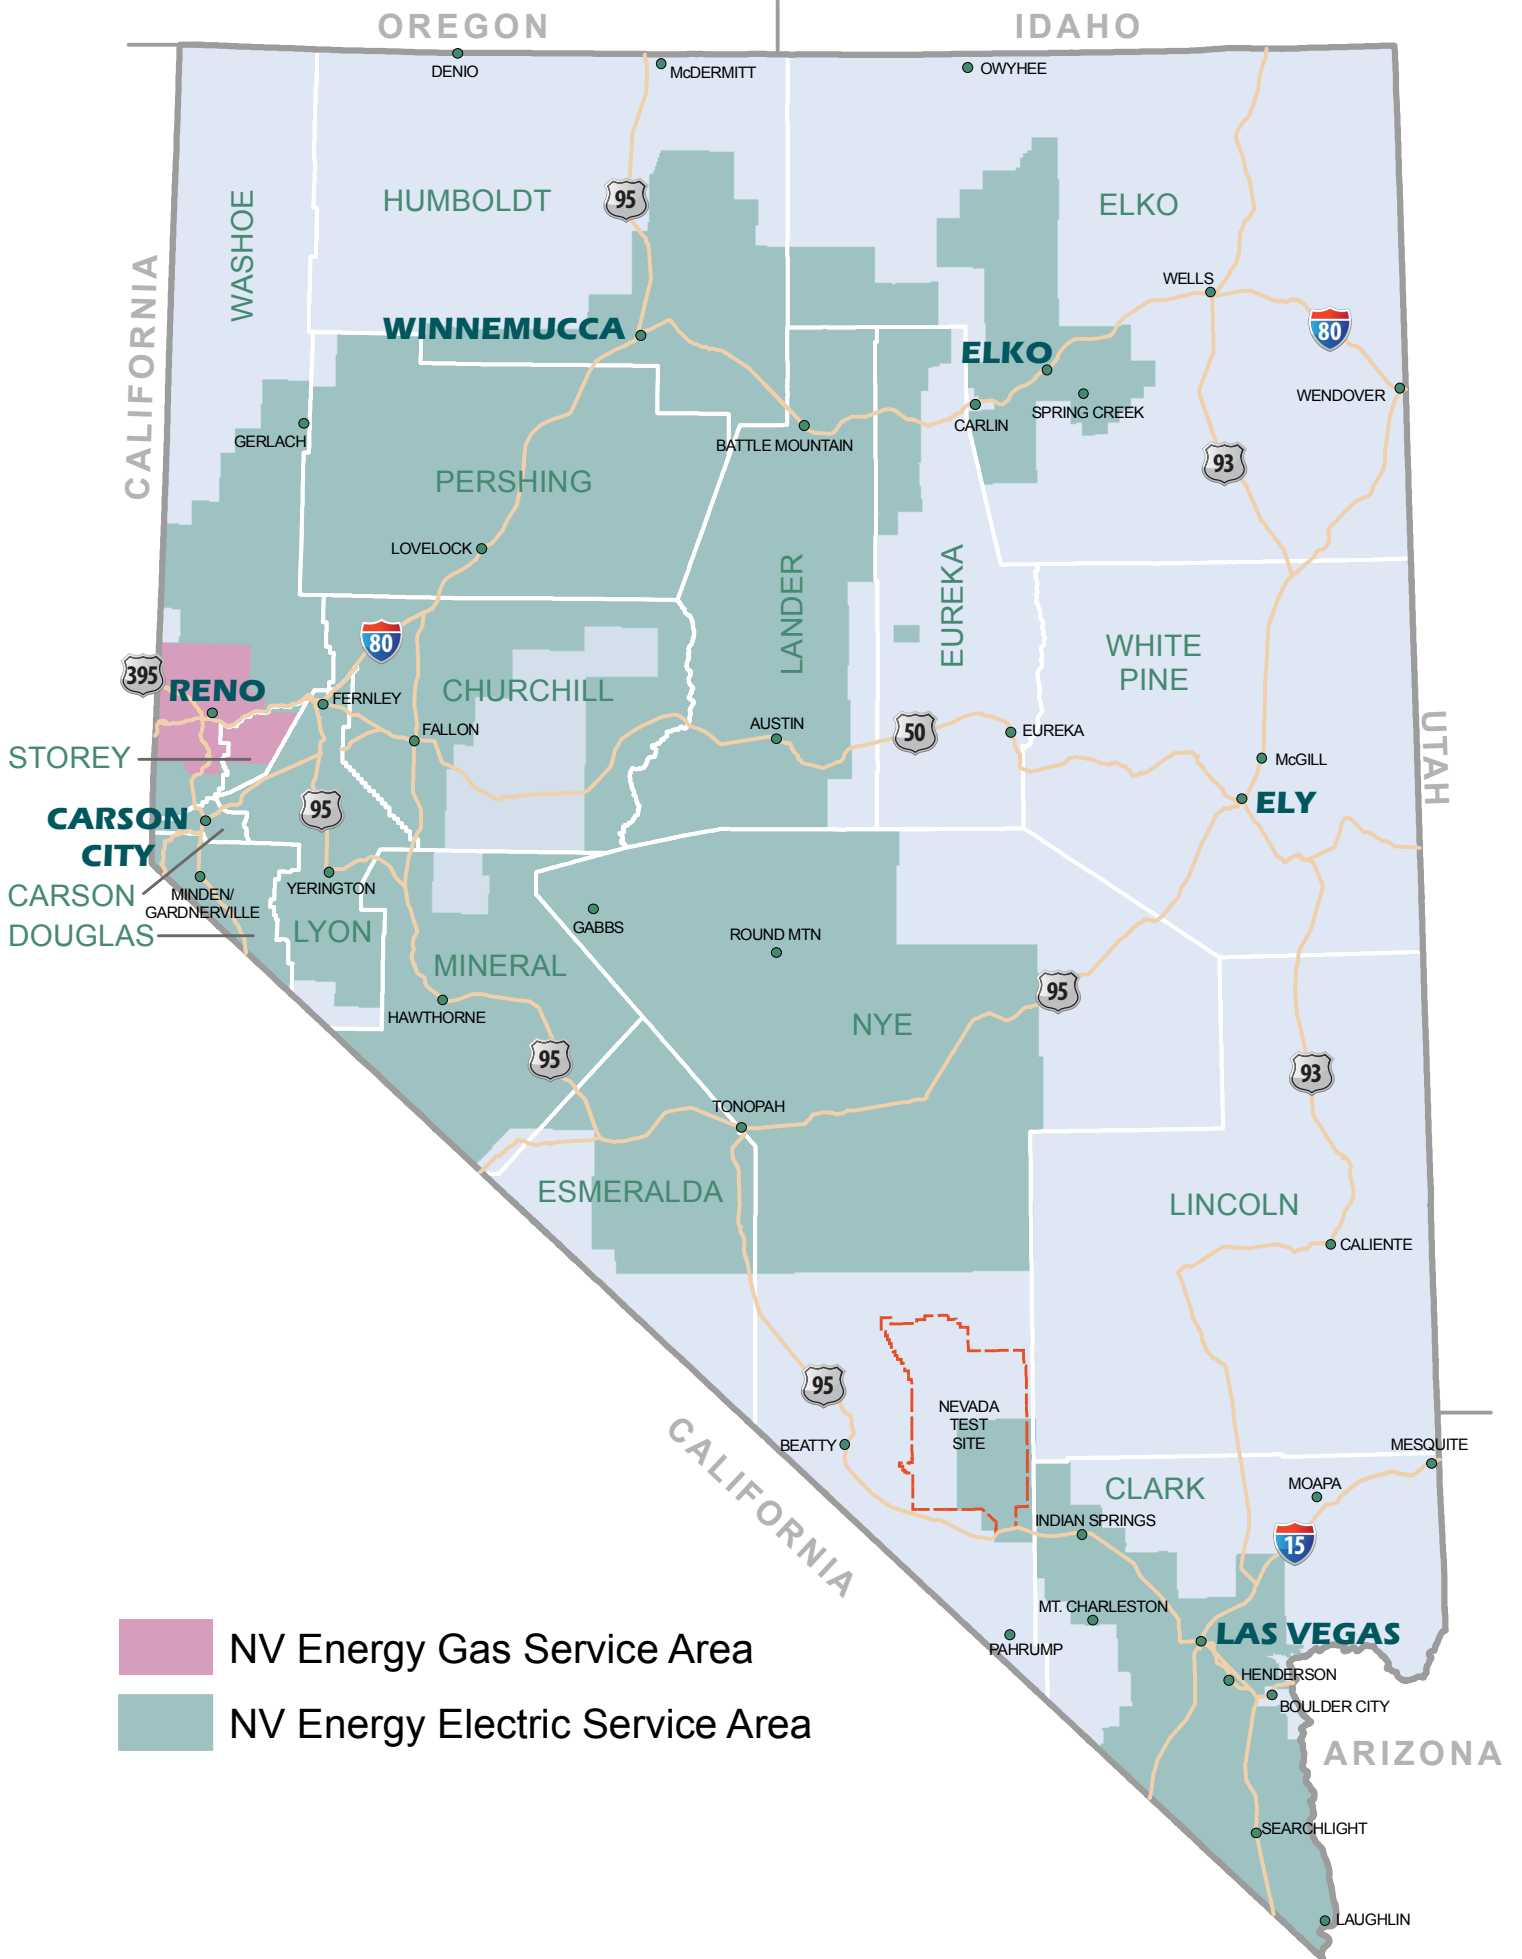 OREGON
IDAHO
DENIO
McDERMITT
OWYHEE
WASHOE
HUMBOLDT
95
ELKO
CALIFORNIA
WELLS
WINNEMUCCA
80
ELKO
WENDOVER
SPRING CREEK
CARLIN
GERLACH
BATTLE MOUNTAIN
93
PERSHING
LOVELOCK
LANDER
EUREKA
80
WHITE
PINE
395
RENO
FERNLEY
CHURCHILL
FALLON
AUSTIN
50
EUREKA
UTAH
STOREY
McGILL
95
ELY
CARSON
CITY
CARSON
MINDEN/
GARDNERVILLE
YERINGTON
DOUGLAS
LYON
GABBS
ROUND MTN
MINERAL
95
HAWTHORNE
NYE
95
93
TONOPAH
ESMERALDA
LINCOLN
CALIENTE
95
NEVADA
TEST
SITE
CALIFORNIA
BEATTY
MESQUITE
CLARK
MOAPA
INDIAN SPRINGS
15
MT. CHARLESTON
PAHRUMP
LAS VEGAS
NV Energy Gas Service Area
HENDERSON
BOULDER CITY
NV Energy Electric Service Area
ARIZONA
SEARCHLIGHT
LAUGHLIN